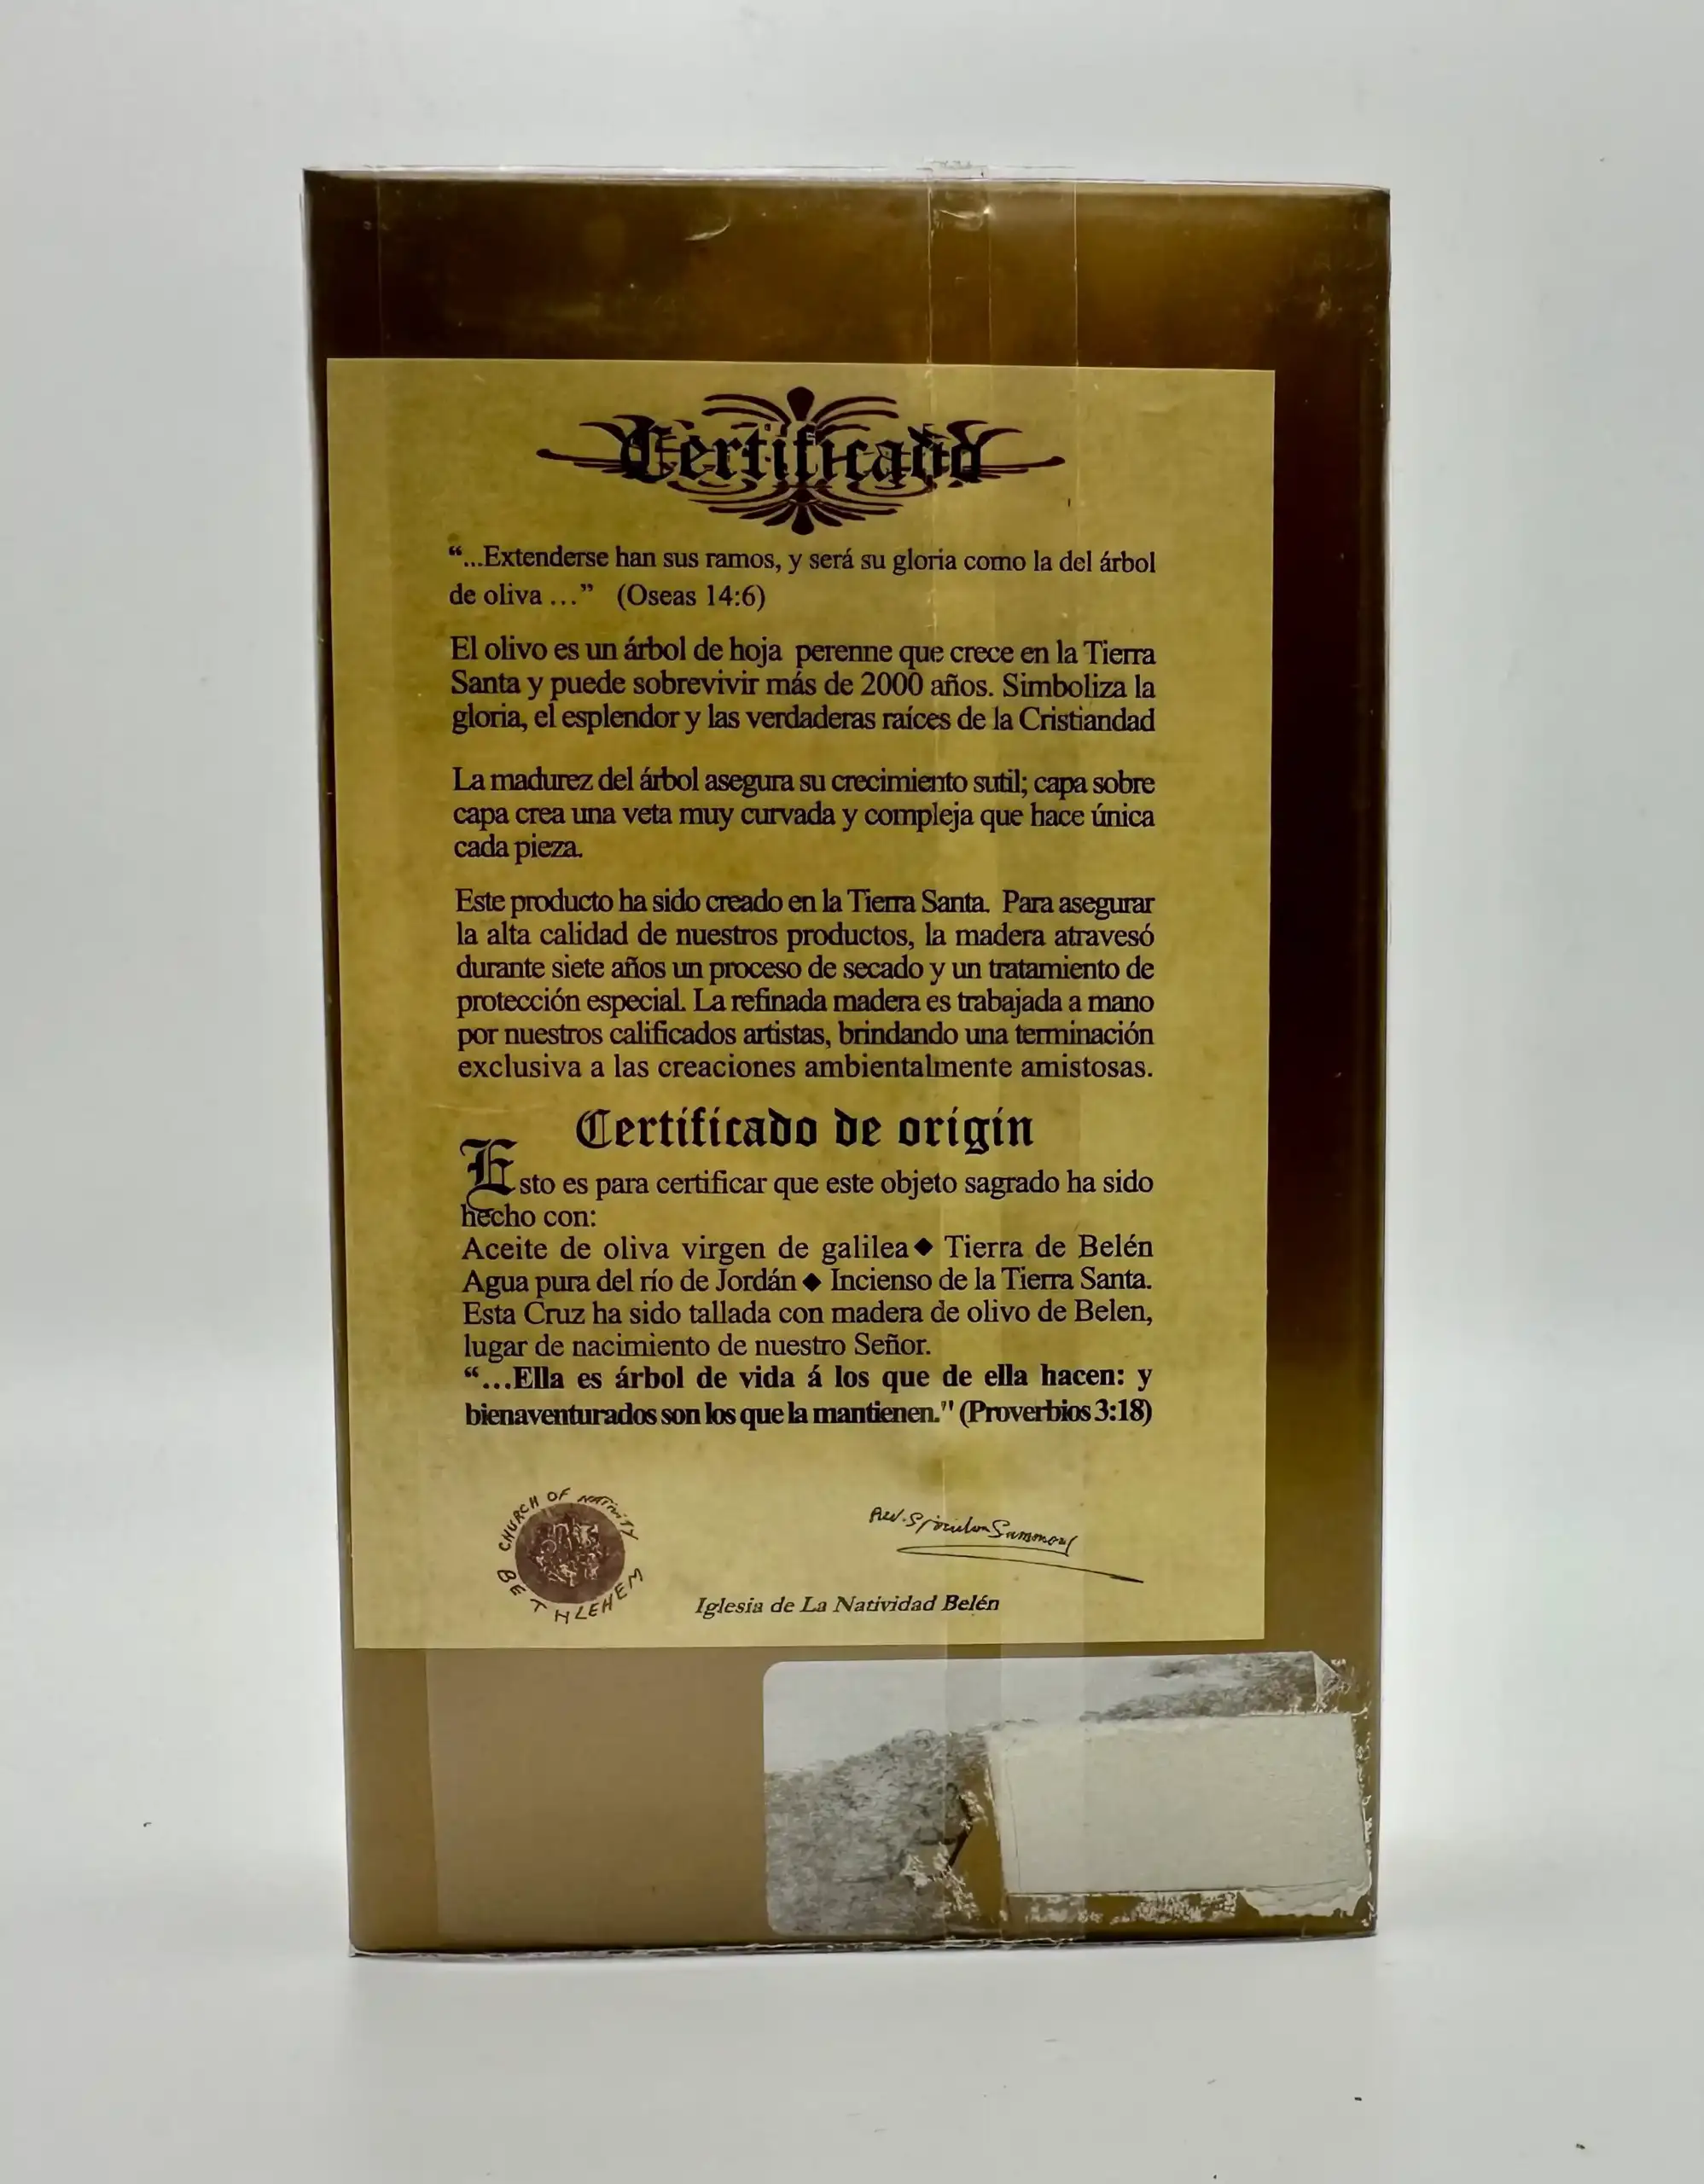 Certificado
“...Extenderse han sus ramos, y será su gloria como la del árbol
de oliva ...” (Oseas 14:6)
El olivo es un árbol de hoja perenne que crece en la Tierra
Santa y puede sobrevivir más de 2000 años. Simboliza la
gloria, el esplendor y las verdaderas raíces de la Cristiandad
La madurez del árbol asegura su crecimiento sutil; capa sobre
capa crea una veta muy curvada y compleja que hace única
cada pieza.
Este producto ha sido creado en la Tierra Santa. Para asegurar
la alta calidad de nuestros productos, la madera atravesó
durante siete años un proceso de secado y un tratamiento de
protección especial. La refinada madera es trabajada a mano
por nuestros calificados artistas, brindando una terminación
exclusiva a las creaciones ambientalmente amistosas.
Certificado de origin
Esto es para certificar que este objeto sagrado ha sido
hecho con:
Aceite de oliva virgen de galilea◆ Tierra de Belén
Agua pura del río de Jordán ◆ Incienso de la Tierra Santa.
Esta Cruz ha sido tallada con madera de olivo de Belen,
lugar de nacimiento de nuestro Señor.
“...Ella es árbol de vida á los que de ella hacen: y
bienaventurados son los que la mantienen." (Proverbios 3:18)
CHURCH OF NATIVITY
BETHLEHEM
Iglesia de La Natividad Belén